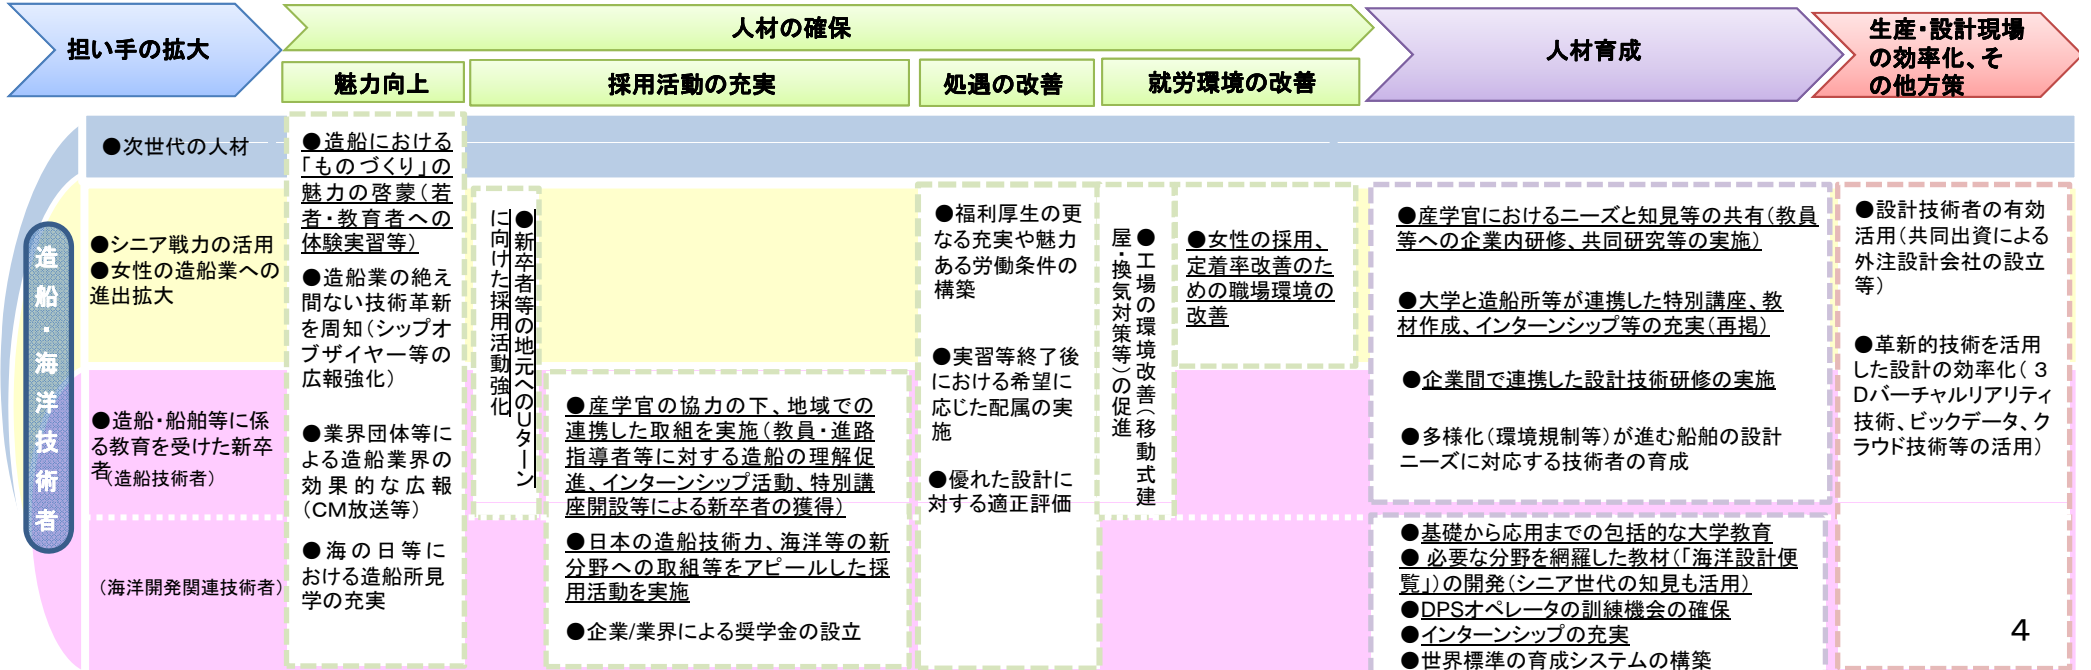 担い手の拡大
人材の確保
人材育成
生産・設計現場
の効率化、そ
の他方策
魅力向上
採用活動の充実
処遇の改善
就労環境の改善
造船・海洋技術者
●次世代の人材
●シニア戦力の活用
●女性の造船業への
進出拡大
●造船・船舶等に係
る教育を受けた新卒
者
(造船技術者)
(海洋開発関連技術者)
●造船における
「ものづくり」の
魅力の啓蒙(若
者・教育者への
体験実習等)
●造船業の絶え
間ない技術革新
を周知(シップオ
ブザイヤー等の
広報強化)
●業界団体等に
よる造船業界の
効果的な広報
(CM放送等)
●海の日等に
おける造船所見
学の充実
●新卒者等の地元へのUターン
に向けた採用活動強化
●産学官の協力の下、地域での
連携した取組を実施(教員・進路
指導者等に対する造船の理解促
進、インターンシップ活動、特別講
座開設等による新卒者の獲得)
●日本の造船技術力、海洋等の新
分野への取組等をアピールした採
用活動を実施
●企業/業界による奨学金の設立
●福利厚生の更
なる充実や魅力
ある労働条件の
構築
●実習等終了後
における希望に
応じた配属の実
施
●優れた設計に
対する適正評価
●工場の環境改善(移動式建
屋・換気対策等)の促進
●女性の採用、
定着率改善のた
めの職場環境の
改善
●産学官におけるニーズと知見等の共有(教員
等への企業内研修、共同研究等の実施)
●大学と造船所等が連携した特別講座、教
材作成、インターンシップ等の充実(再掲)
●企業間で連携した設計技術研修の実施
●多様化(環境規制等)が進む船舶の設計
ニーズに対応する技術者の育成
●基礎から応用までの包括的な大学教育
● 必要な分野を網羅した教材(「海洋設計便
覧」)の開発(シニア世代の知見も活用)
●DPSオペレータの訓練機会の確保
●インターンシップの充実
●世界標準の育成システムの構築
●設計技術者の有効
活用(共同出資による
外注設計会社の設立
等)
●革新的技術を活用
した設計の効率化(3
Dバーチャルリアリティ
技術、ビックデータ、ク
ラウド技術等の活用)
4